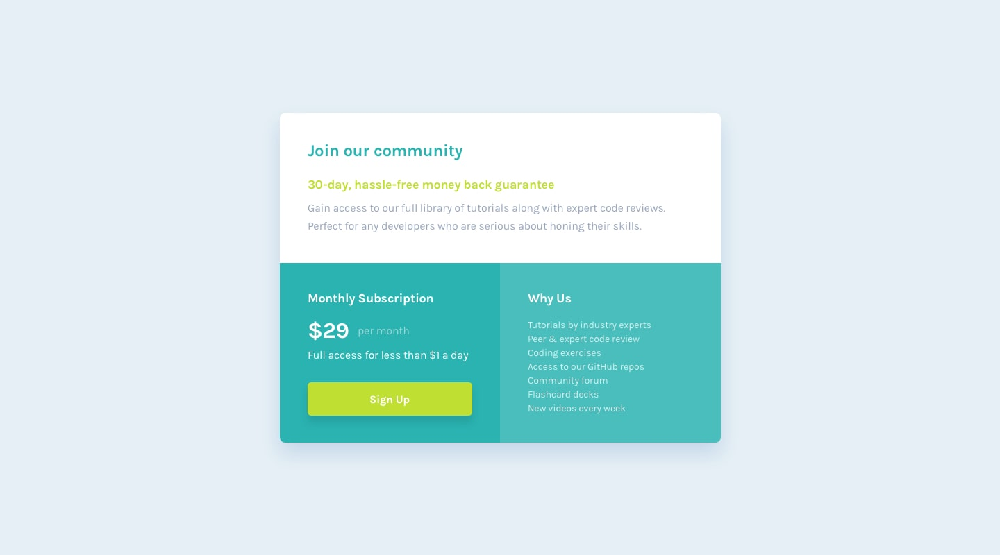 Join our community
30-day, hassle-free money back guarantee
Gain access to our full library of tutorials along with expert code reviews.
Perfect for any developers who are serious about honing their skills.
Monthly Subscription
$29 per month
Full access for less than $1 a day
Sign Up
Why Us
Tutorials by industry experts
Peer & expert code review
Coding exercises
Access to our GitHub repos
Community forum
Flashcard decks
New videos every week